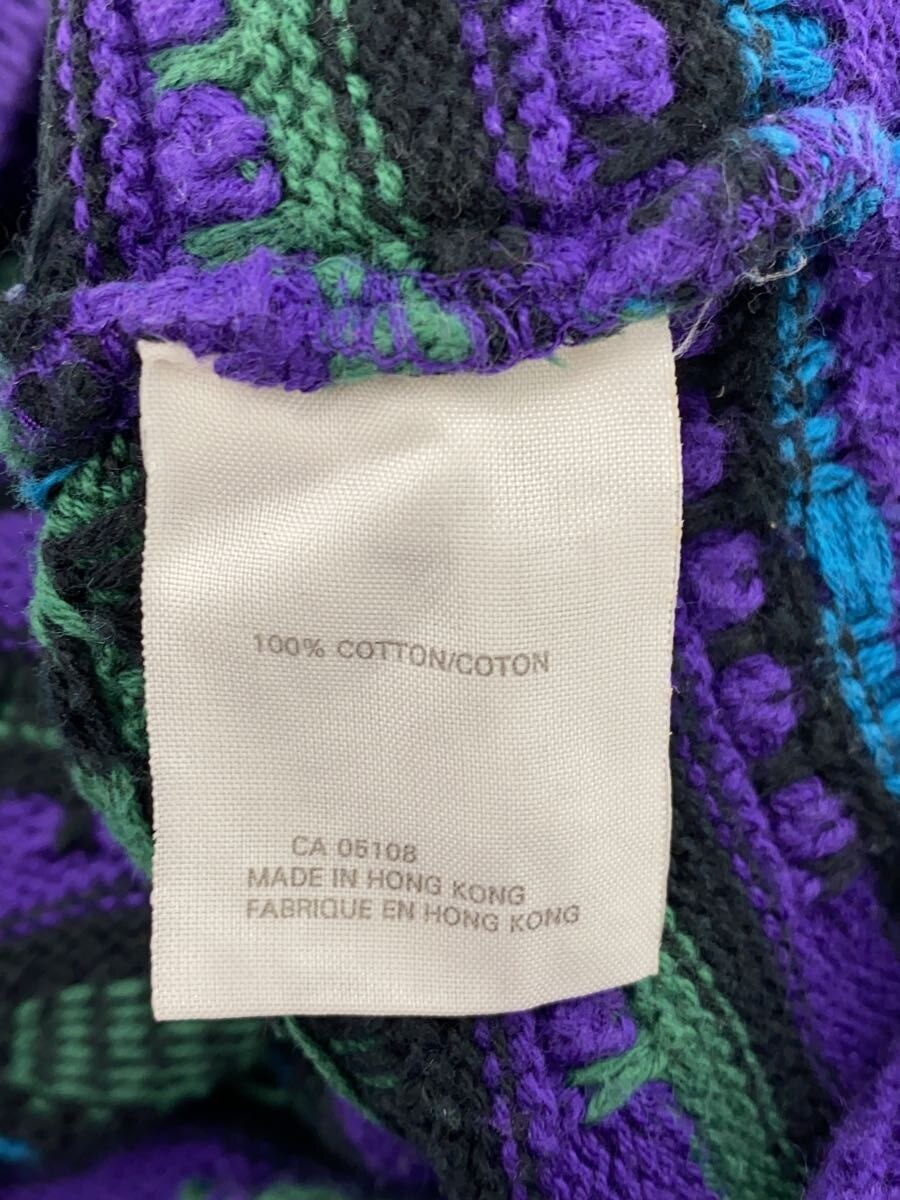 100% COTTON/COTON
CA 05108
MADE IN HONG KONG
FABRIQUE EN HONG KONG